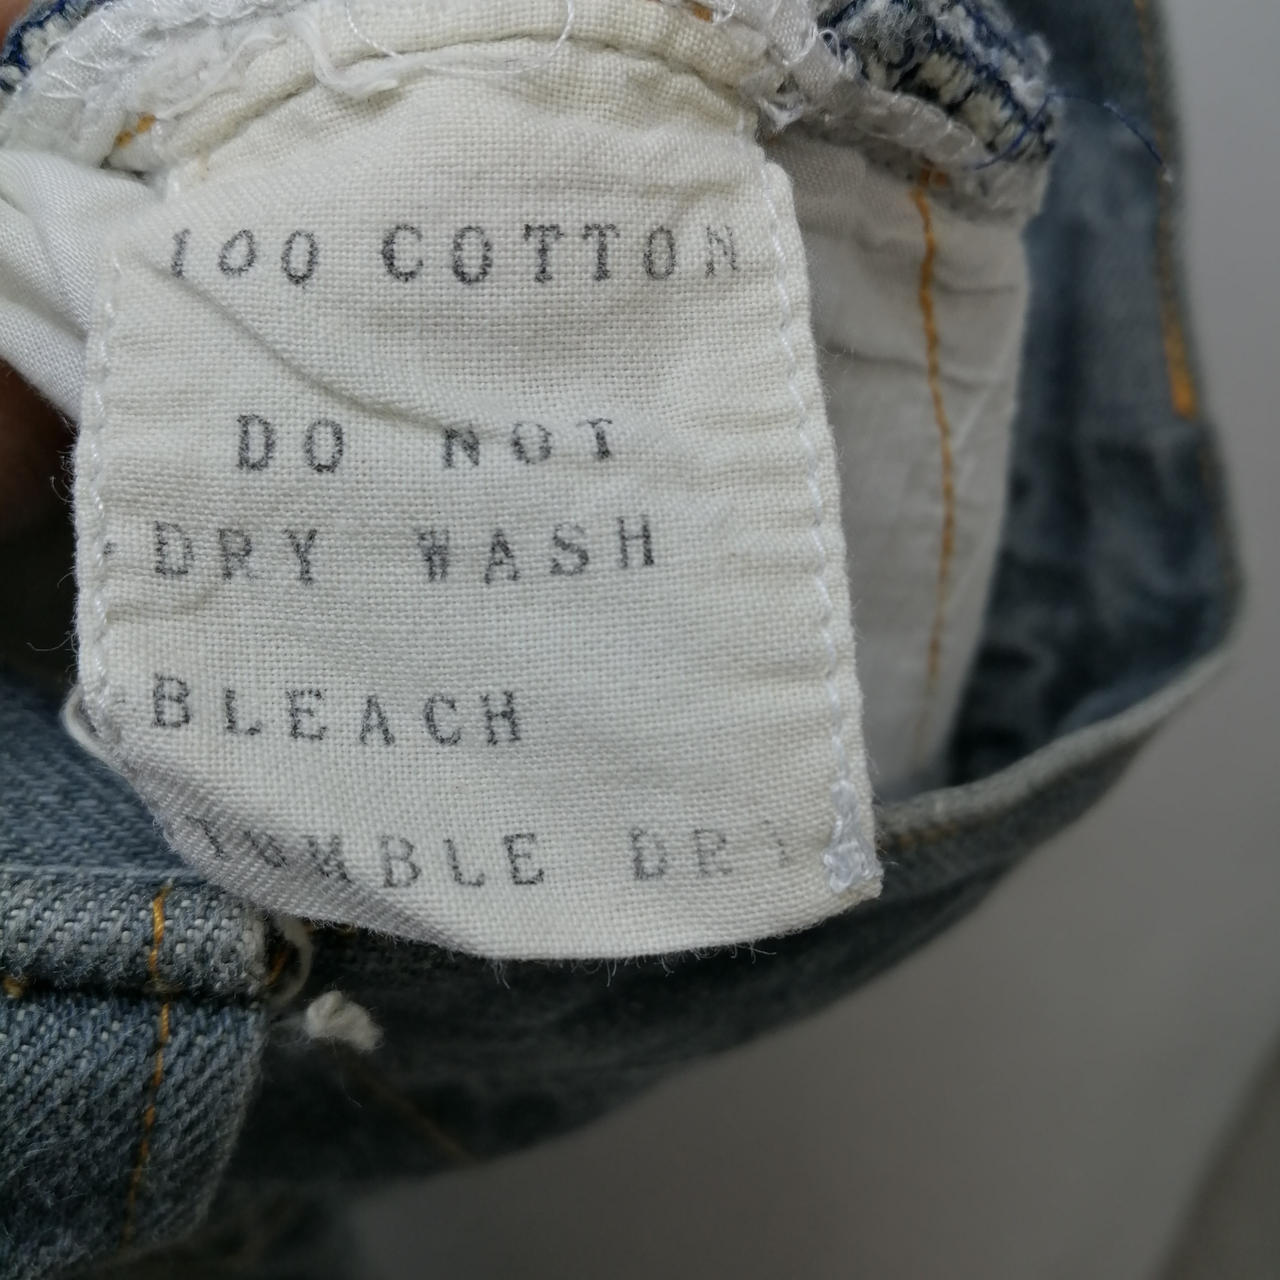 100 COTTON
DO NOT
DRY WASH
BLEACH
TUMBLE DRY